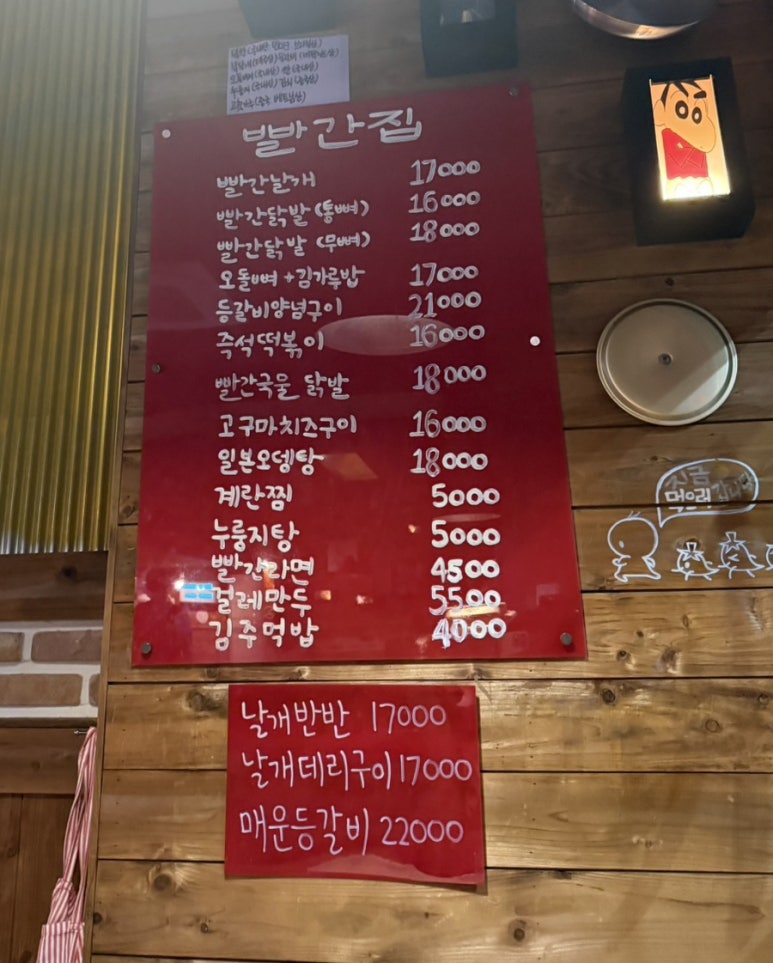 빨간집
빨간날개 17000
빨간닭발 (통뼈) 16000
빨간닭발 (무뼈) 18000
오돌뼈 + 김가루밥 17000
등갈비양념구이 21000
즉석떡볶이 16000
빨간국물 닭발 18000
고구마치즈구이 16000
일본오뎅탕 18000
계란찜 5000
누룽지탕 5000
빨간라면 4500
걸레만두 5500
김주먹밥 4000
지금
먹으러
날개반반 17000
날개데리구이 17000
매운등갈비 22000